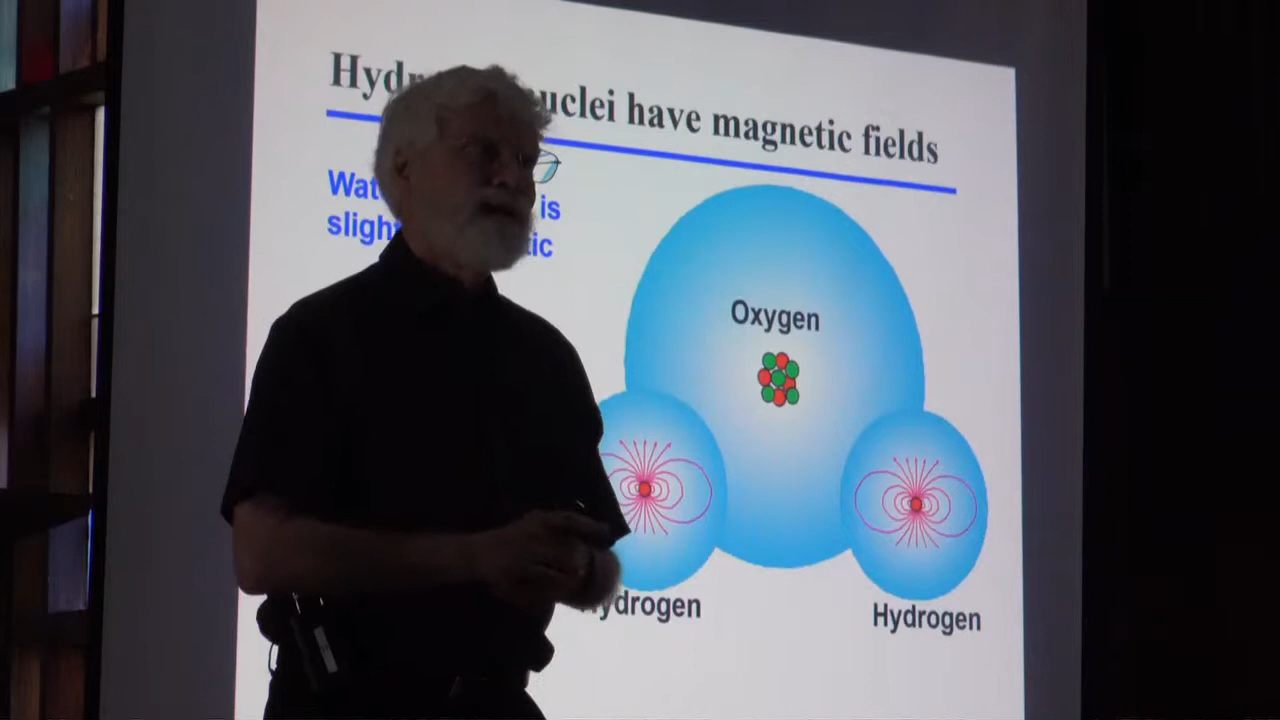 Hyd uclei have magnetic fields
Wat is
sligh tic
Oxygen
ydrogen
Hydrogen